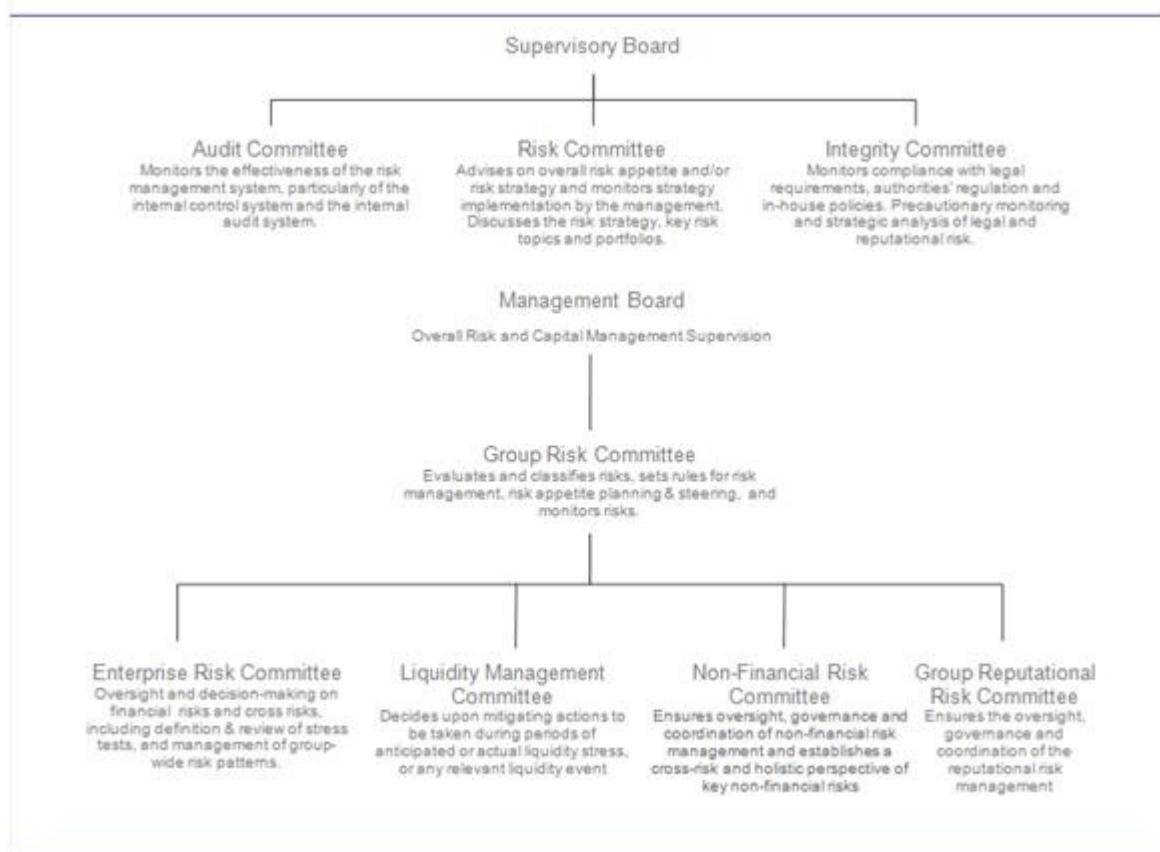 Supervisory Board
Audit Committee
Monitors the effectiveness of the risk
management system, particularly of the
internal control system and the internal
audit system.
Risk Committee
Advises on overall risk appetite and/or
risk strategy and monitors strategy
implementation by the management.
Discusses the risk strategy, key risk
topics and portfolios.
Integrity Committee
Monitors compliance with legal
requirements, authorities' regulation and
in-house policies. Precautionary monitoring
and strategic analysis of legal and
reputational risk.
Management Board
Overall Risk and Capital Management Supervision
Group Risk Committee
Evaluates and classifies risks, sets rules for risk
management, risk appetite planning & steering, and
monitors risks.
Enterprise Risk Committee
Oversight and decision-making on
financial risks and cross risks,
including definition & review of stress
tests, and management of group-
wide risk patterns.
Liquidity Management
Committee
Decides upon mitigating actions to
be taken during periods of
anticipated or actual liquidity stress,
or any relevant liquidity event
Non-Financial Risk
Committee
Ensures oversight, governance and
coordination of non-financial risk
management and establishes a
cross-risk and holistic perspective of
key non-financial risks
Group Reputational
Risk Committee
Ensures the oversight,
governance and
coordination of the
reputational risk
management